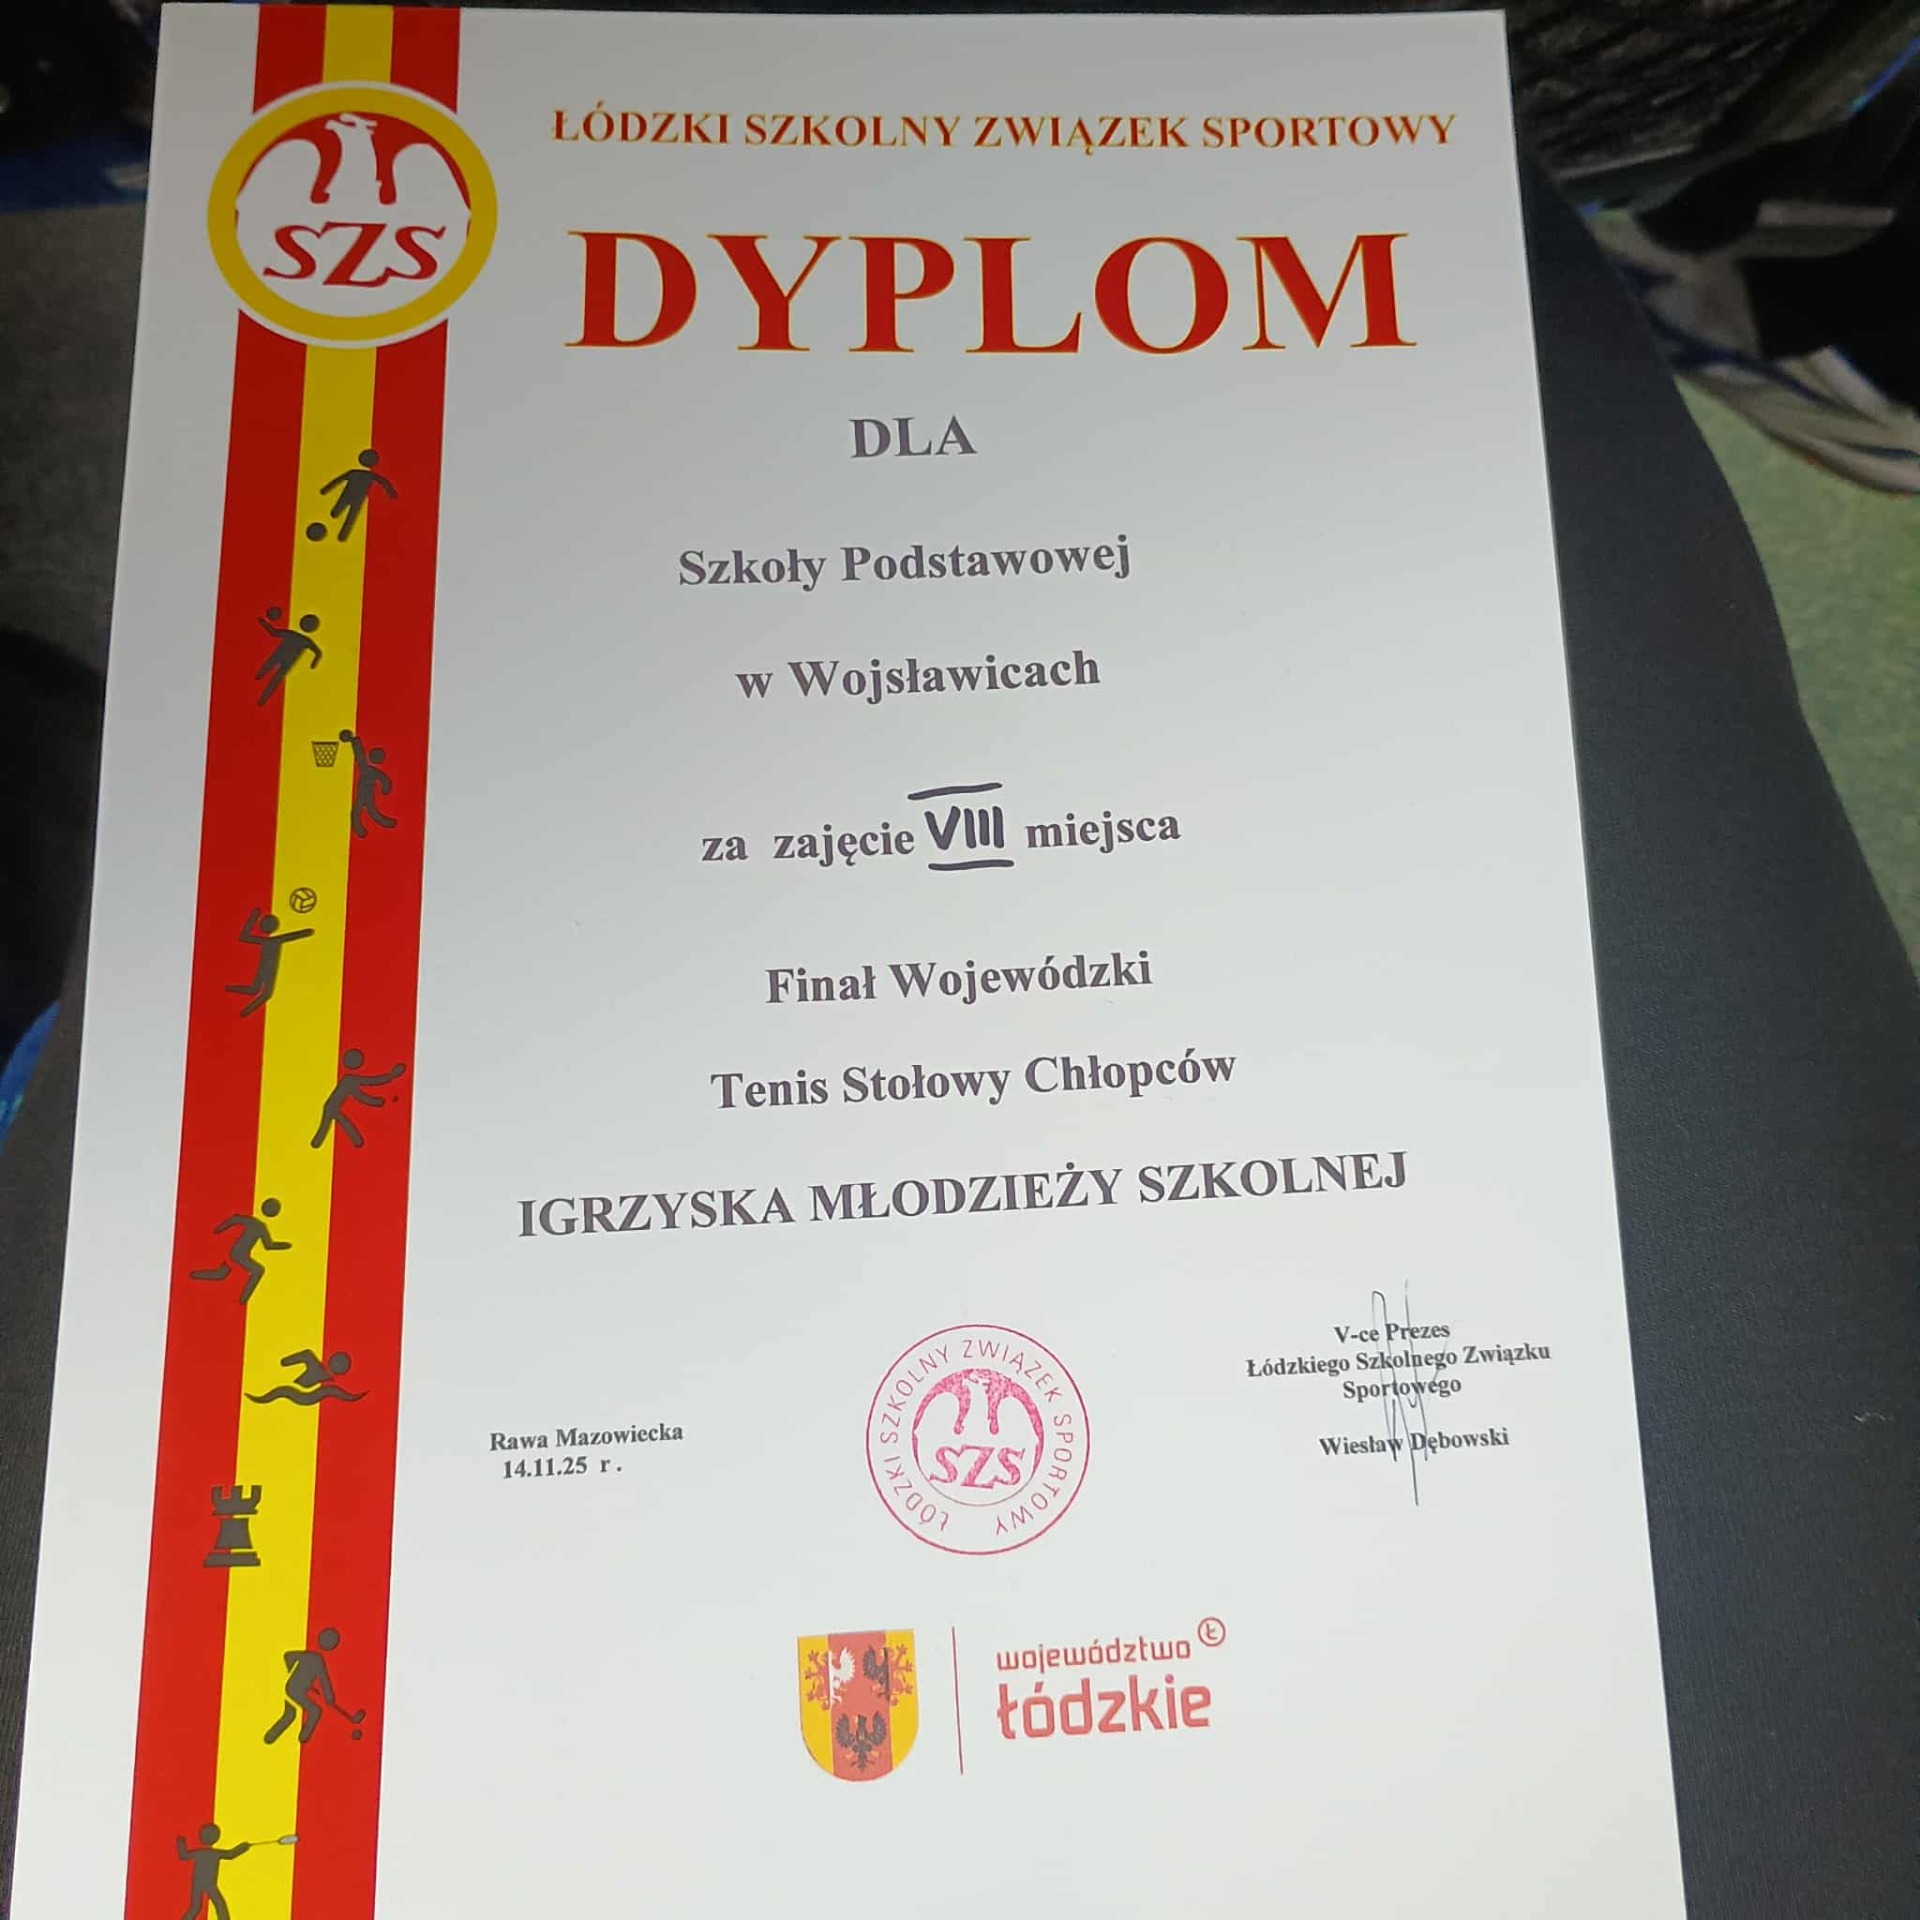 ŁÓDZKI SZKOLNY ZWIĄZEK SPORTOWY
SZS
DYPLOM
DLA
Szkoły Podstawowej
w Wojsławicach
za zajęcie VIII miejsca
Finał Wojewódzki
Tenis Stołowy Chłopców
IGRZYSKA MŁODZIEŻY SZKOLNEJ
Rawa Mazowiecka
14.11.25 r.
ŁÓDZKI SZKOLNY ZWIĄZEK SPORTOWY
SZS
V-ce Prezes
Łódzkiego Szkolnego Związku
Sportowego
Wiesław Dębowski
województwo Ł
łódzkie